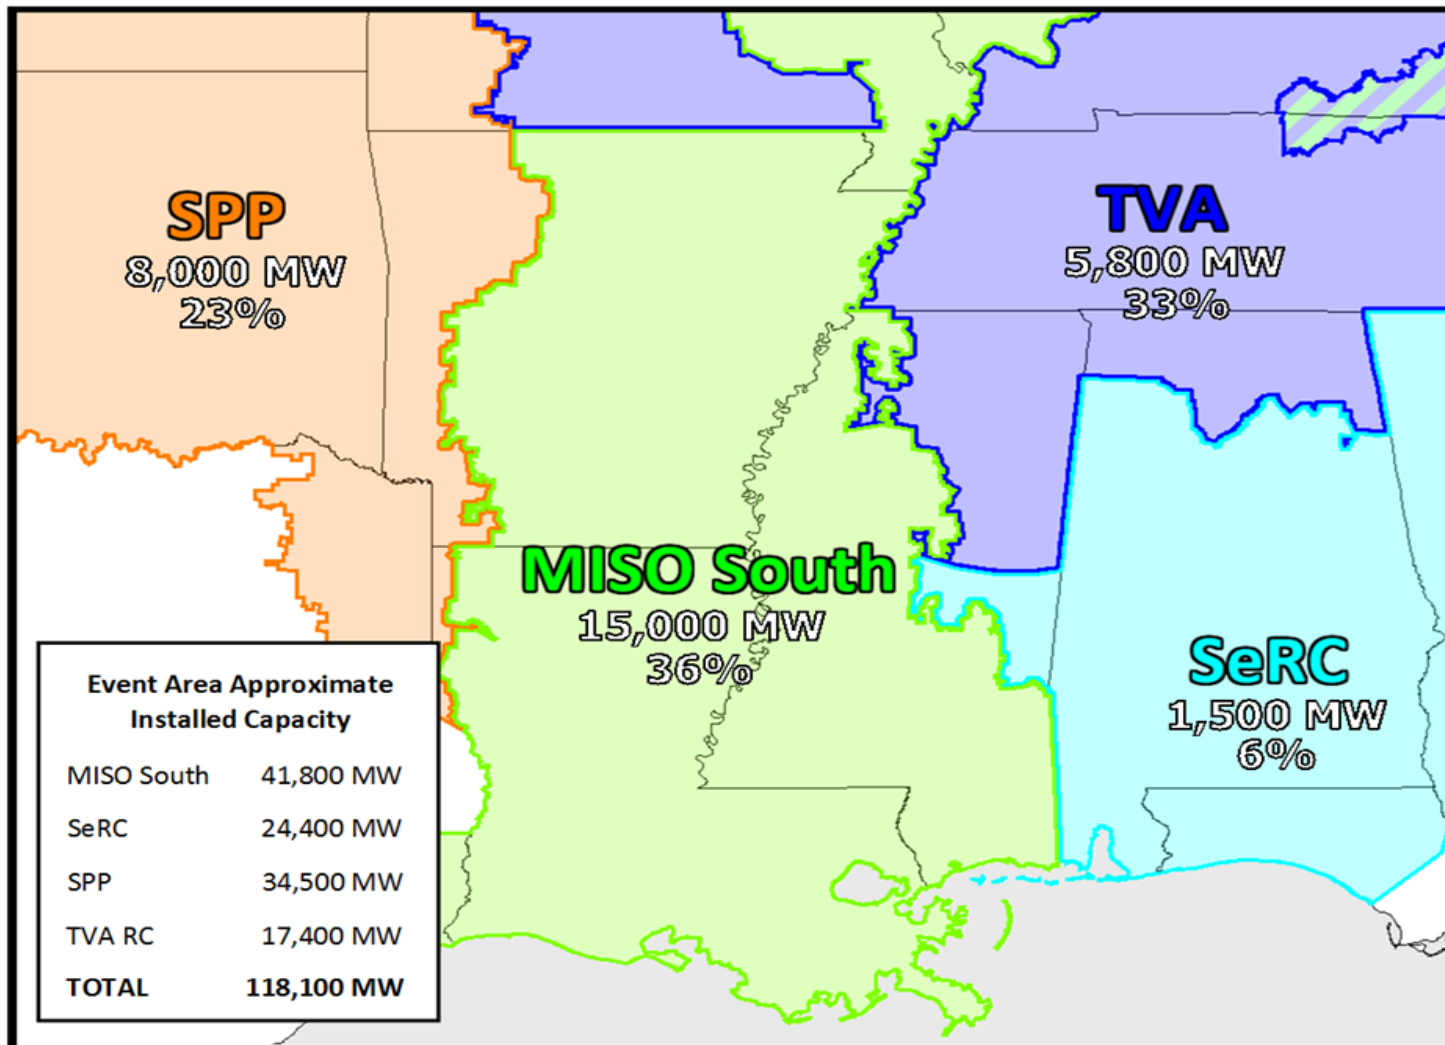 SPP
8,000 MW
23%
TVA
5,800 MW
33%
MISO South
15,000 MW
36%
SeRC
1,500 MW
6%
Event Area Approximate
Installed Capacity
MISO South 41,800 MW
SeRC 24,400 MW
SPP 34,500 MW
TVA RC 17,400 MW
TOTAL 118,100 MW